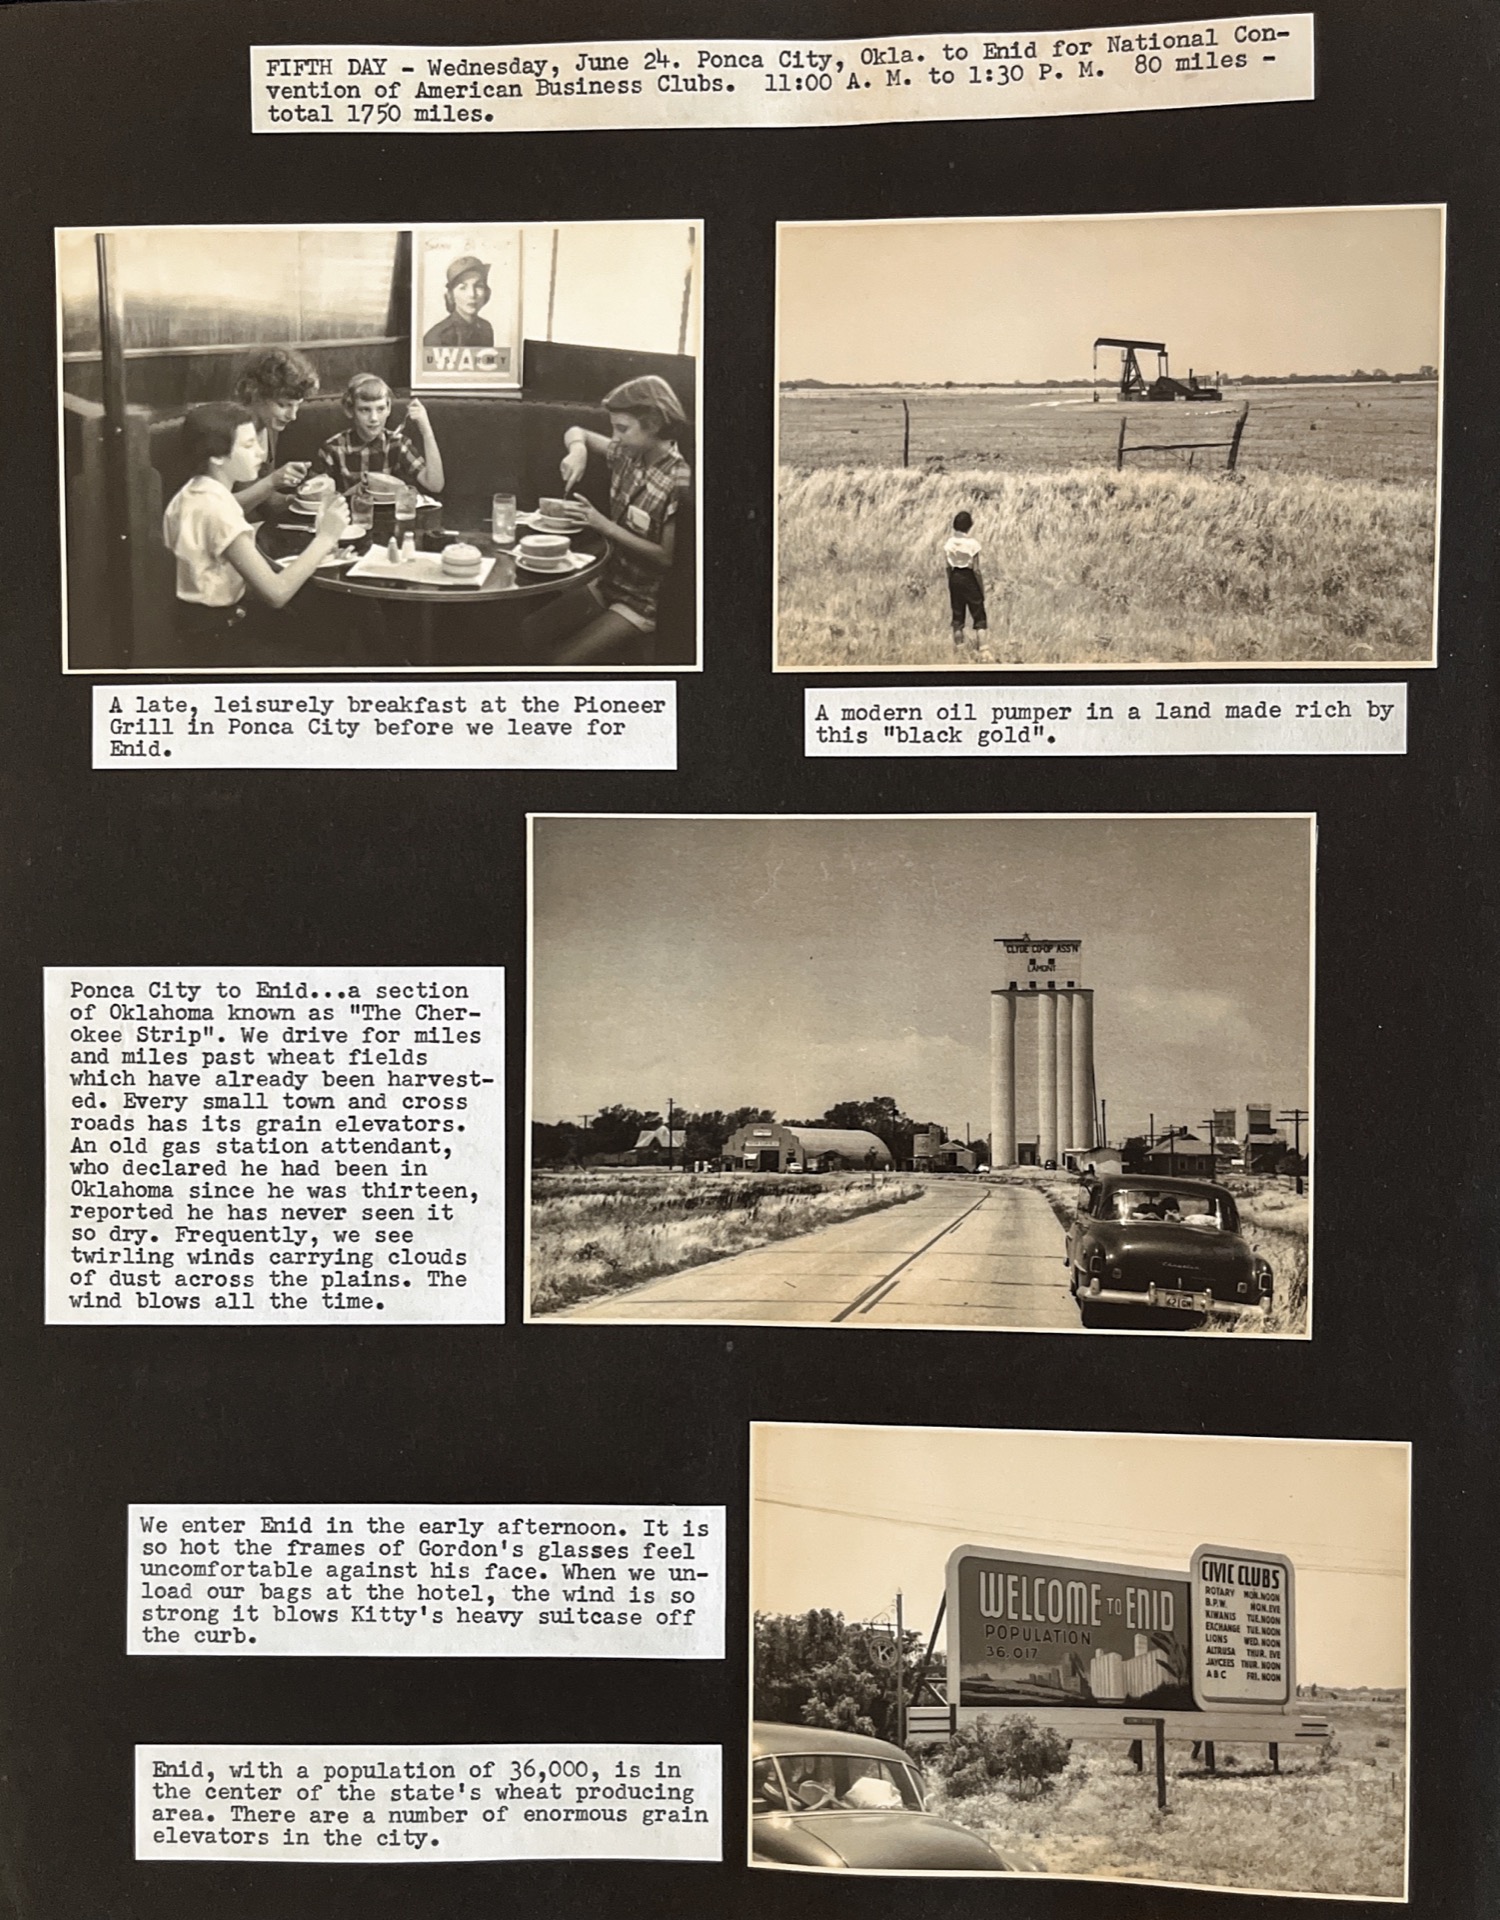 FIFTH DAY - Wednesday, June 24. Ponca City, Okla. to Enid for National Con-
vention of American Business Clubs. 11:00 A. M. to 1:30 P. M. 80 miles -
total 1750 miles.
U. S. ARMY
WAC
A late, leisurely breakfast at the Pioneer
Grill in Ponca City before we leave for
Enid.
A modern oil pumper in a land made rich by
this "black gold".
CLYDE CO-OP ASS'N
LAMONT
Chrysler
Ponca City to Enid...a section
of Oklahoma known as "The Cher-
okee Strip". We drive for miles
and miles past wheat fields
which have already been harvest-
ed. Every small town and cross
roads has its grain elevators.
An old gas station attendant,
who declared he had been in
Oklahoma since he was thirteen,
reported he has never seen it
so dry. Frequently, we see
twirling winds carrying clouds
of dust across the plains. The
wind blows all the time.
We enter Enid in the early afternoon. It is
so hot the frames of Gordon's glasses feel
uncomfortable against his face. When we un-
load our bags at the hotel, the wind is so
strong it blows Kitty's heavy suitcase off
the curb.
WELCOME TO ENID
POPULATION
36,017
K
CIVIC CLUBS
ROTARY MON. NOON
B.P.W. MON. EVE
KIWANIS TUE. NOON
EXCHANGE TUE. NOON
LIONS WED. NOON
ALTRUSA THUR. EVE
JAYCEES THUR. NOON
ABC FRI. NOON
Enid, with a population of 36,000, is in
the center of the state's wheat producing
area. There are a number of enormous grain
elevators in the city.